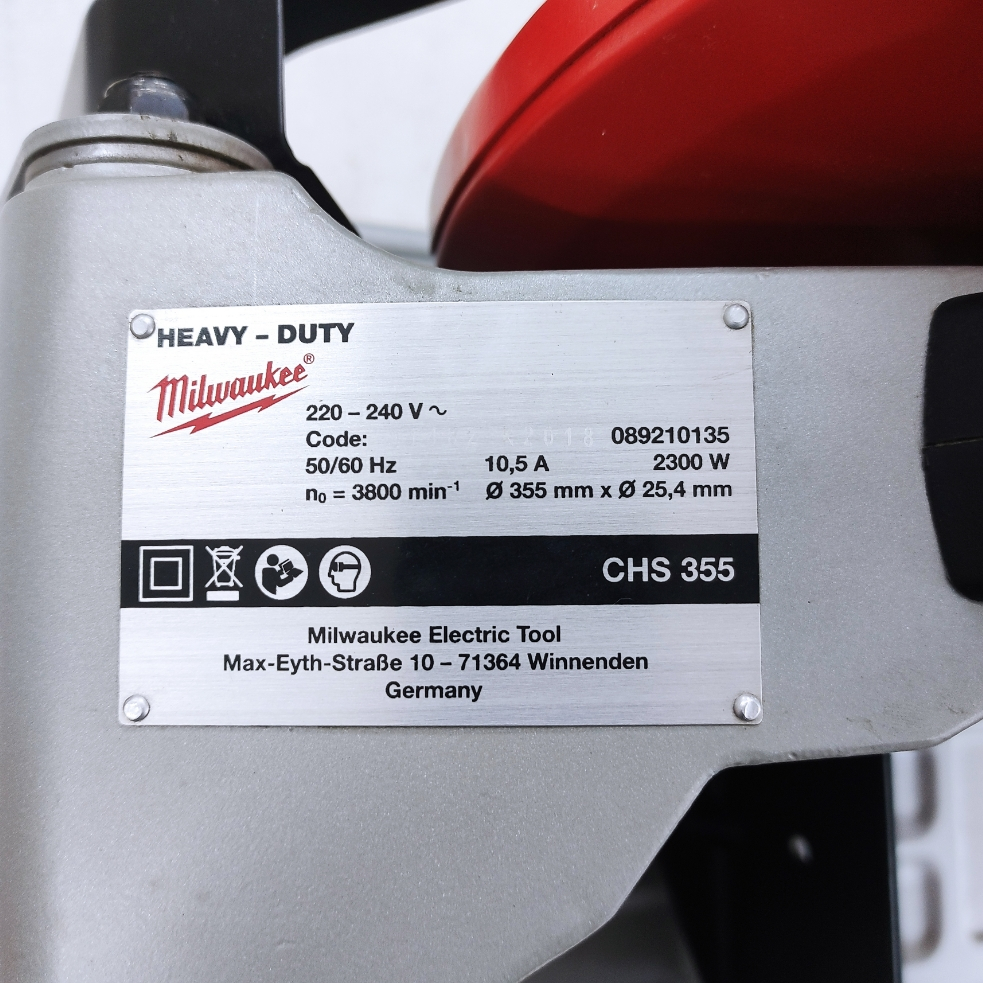 HEAVY – DUTY
Milwaukee®
220 – 240 V ~
Code: 2018 089210135
50/60 Hz 10,5 A 2300 W
n₀ = 3800 min⁻¹ Ø 355 mm x Ø 25,4 mm
CHS 355
Milwaukee Electric Tool
Max-Eyth-Straße 10 – 71364 Winnenden
Germany